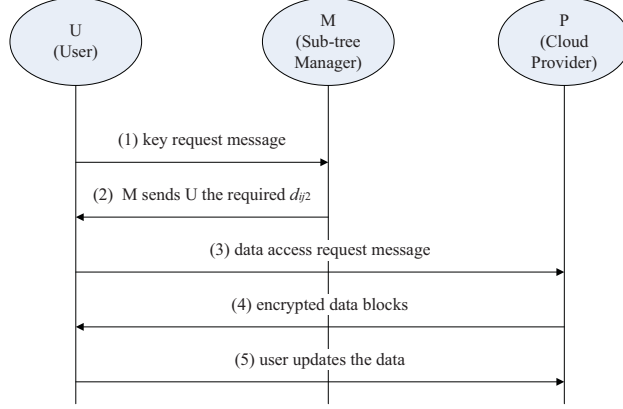 U
(User)
M
(Sub-tree
Manager)
P
(Cloud
Provider)
(1) key request message
(2) M sends U the required dij2
(3) data access request message
(4) encrypted data blocks
(5) user updates the data